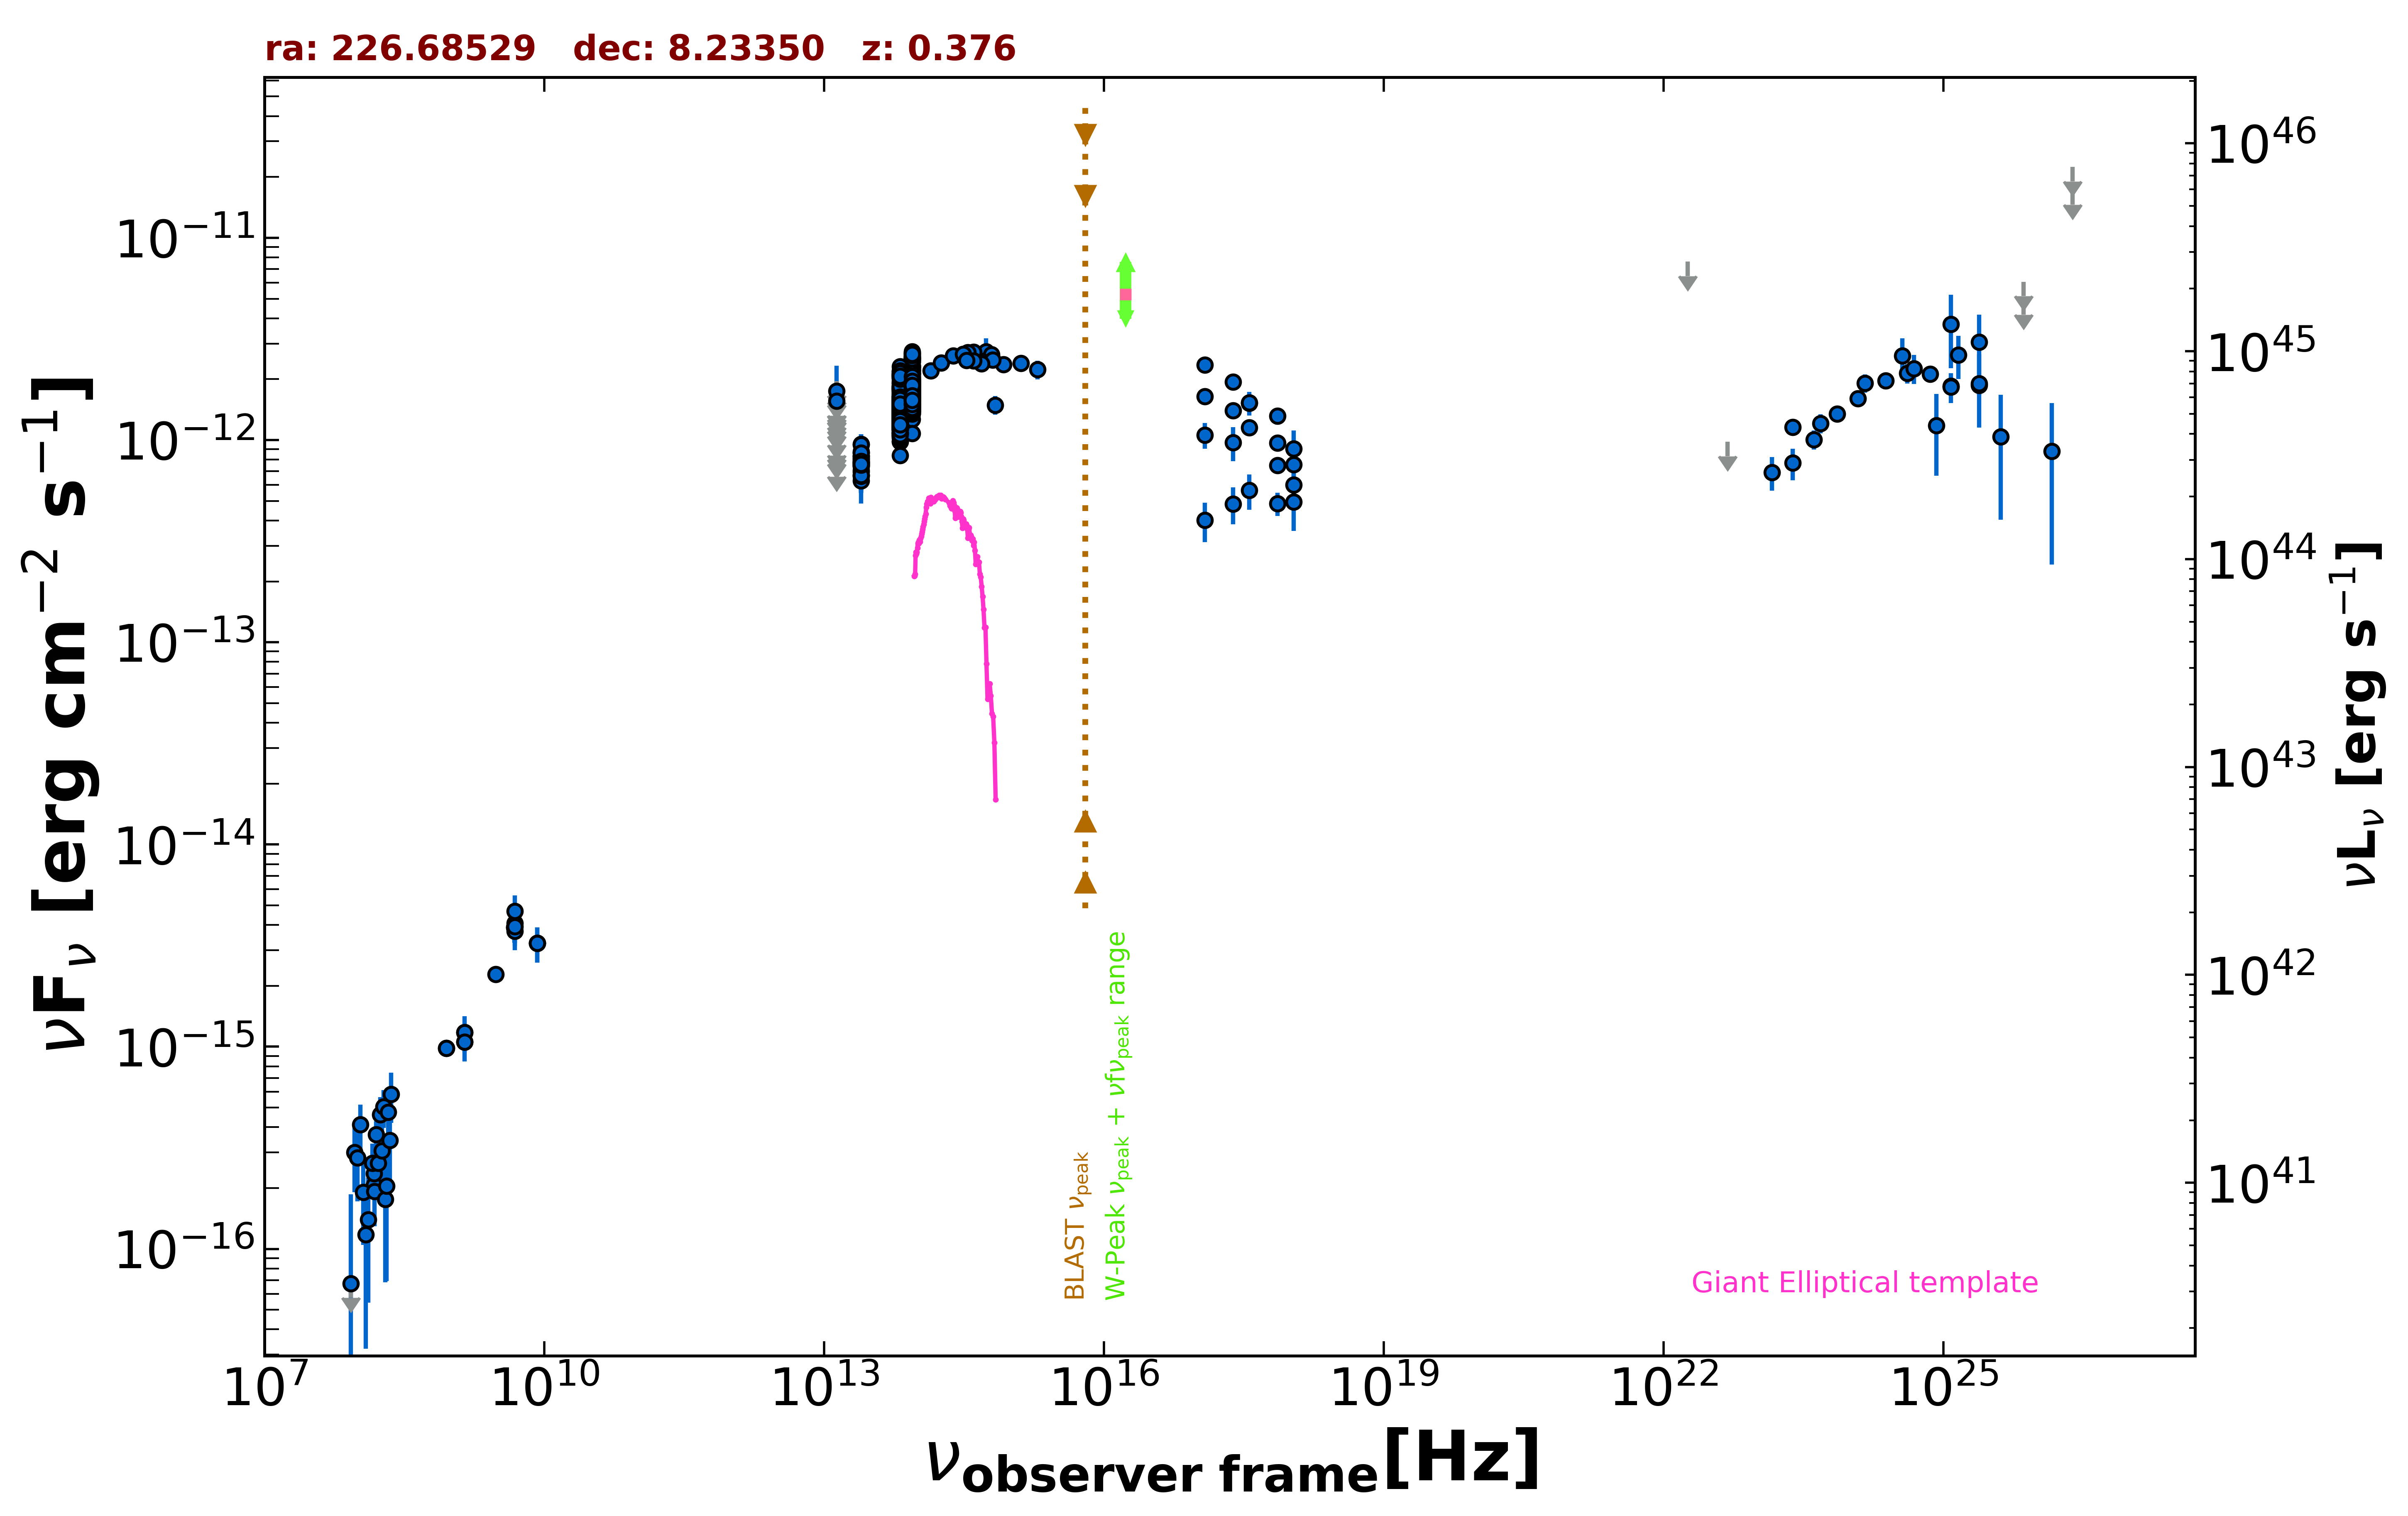 ra: 226.68529 dec: 8.23350 z: 0.376
νFν [erg cm⁻² s⁻¹]
10⁻¹¹
10⁻¹²
10⁻¹³
10⁻¹⁴
10⁻¹⁵
10⁻¹⁶
10⁴⁶
10⁴⁵
10⁴⁴
10⁴³
10⁴²
10⁴¹
νLν [erg s⁻¹]
BLAST νpeak
W-Peak νpeak + νfνpeak range
Giant Elliptical template
10⁷ 10¹⁰ 10¹³ 10¹⁶ 10¹⁹ 10²² 10²⁵
νobserver frame[Hz]